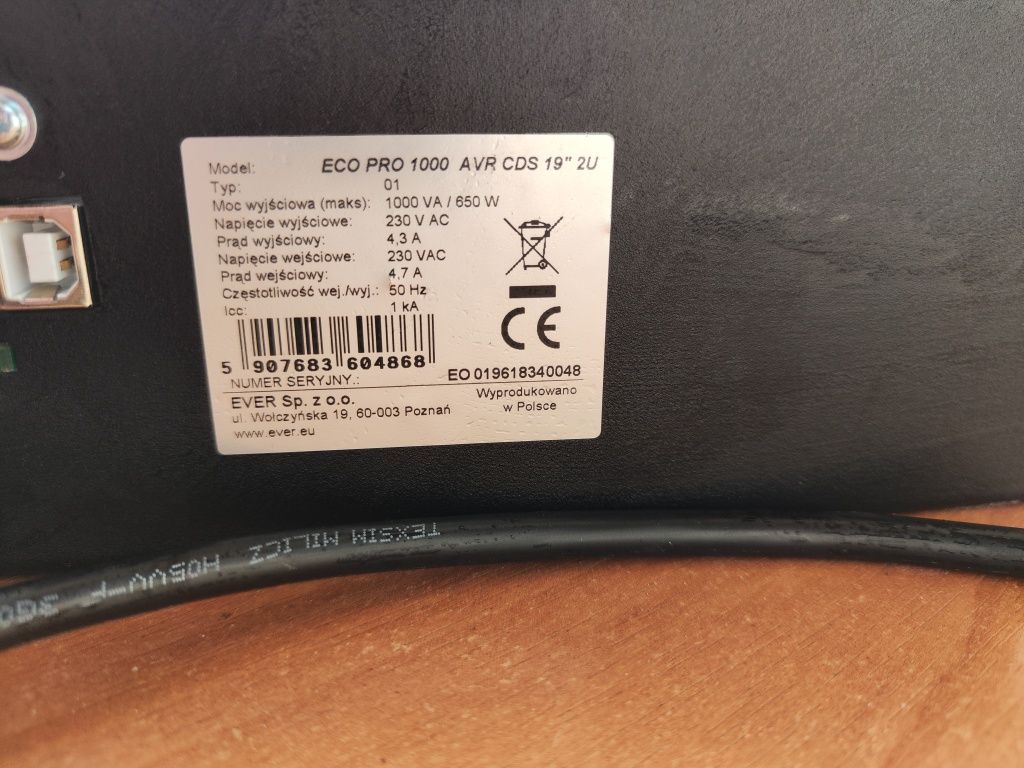 Model: ECO PRO 1000 AVR CDS 19" 2U
Typ: 01
Moc wyjściowa (maks): 1000 VA / 650 W
Napięcie wyjściowe: 230 V AC
Prąd wyjściowy: 4,3 A
Napięcie wejściowe: 230 VAC
Prąd wejściowy: 4,7 A
Częstotliwość wej./wyj.: 50 Hz
Icc: 1 kA
CE
5 907683 604868
NUMER SERYJNY.: EO 019618340048
EVER Sp. z o.o.
ul. Wołczyńska 19, 60-003 Poznań
www.ever.eu
Wyprodukowano
w Polsce
TEXSIM MILICZ H05VV-F